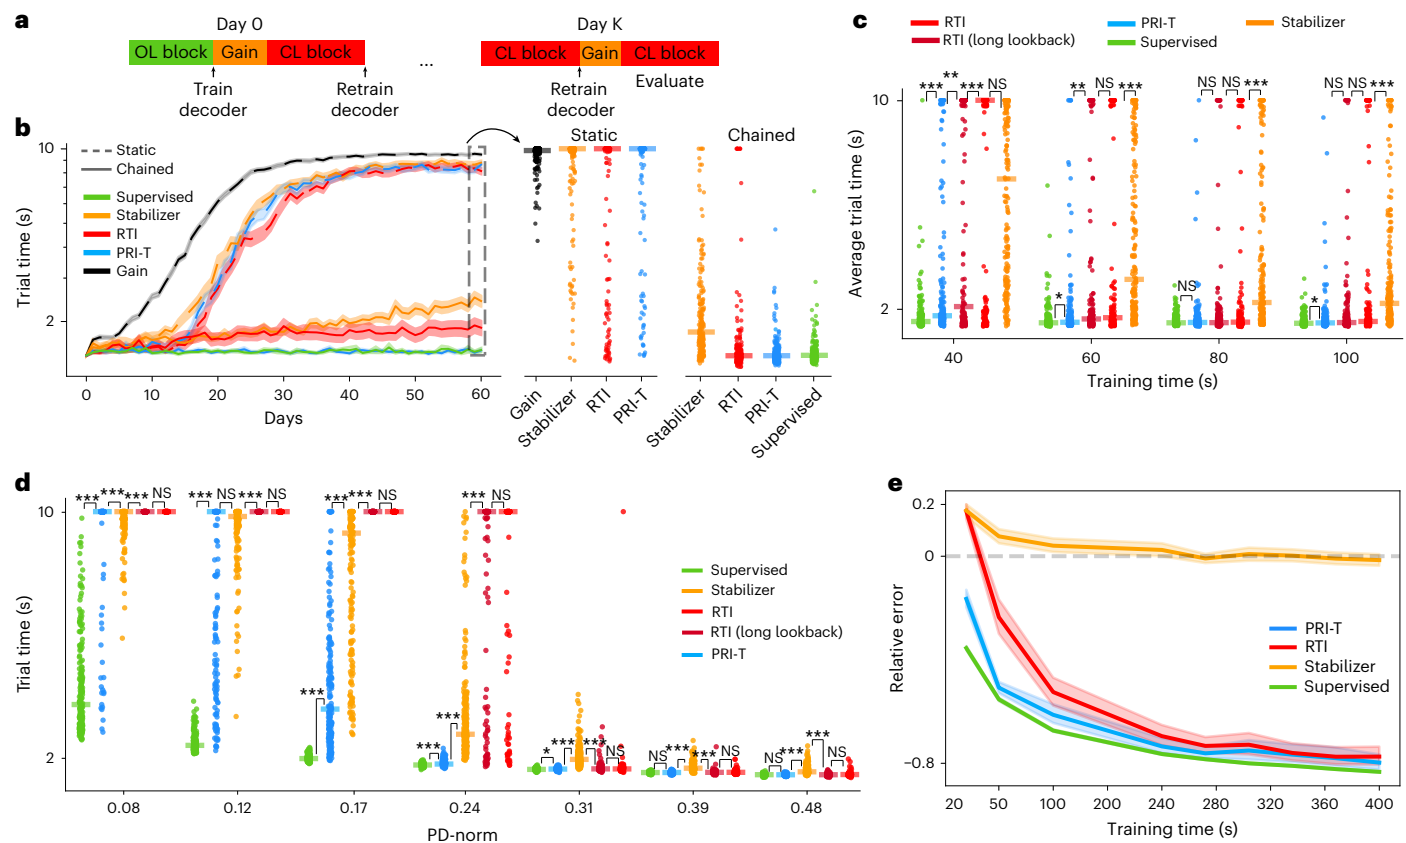 a
Day 0
Day K
OL block
Gain
CL block
CL block
Gain
CL block
...
Train
decoder
Retrain
decoder
Retrain
decoder
Evaluate
b
Static
Chained
Supervised
Stabilizer
RTI
PRI-T
Gain
Trial time (s)
10
2
0
10
20
30
40
50
60
Days
Static
Chained
Gain
Stabilizer
RTI
PRI-T
Stabilizer
RTI
PRI-T
Supervised
c
RTI
RTI (long lookback)
PRI-T
Supervised
Stabilizer
Average trial time (s)
10
2
*** ** *** NS
** NS ***
NS NS ***
NS NS ***
*
NS
*
40
60
80
100
Training time (s)
d
Trial time (s)
10
2
*** *** *** NS
*** NS *** NS
*** *** NS
*** NS
***
*** ***
* *** *** NS
NS *** *** NS
NS *** *** NS
Supervised
Stabilizer
RTI
RTI (long lookback)
PRI-T
0.08
0.12
0.17
0.24
0.31
0.39
0.48
PD-norm
e
Relative error
0.2
0
−0.8
PRI-T
RTI
Stabilizer
Supervised
20
50
100
200
240
280
320
360
400
Training time (s)